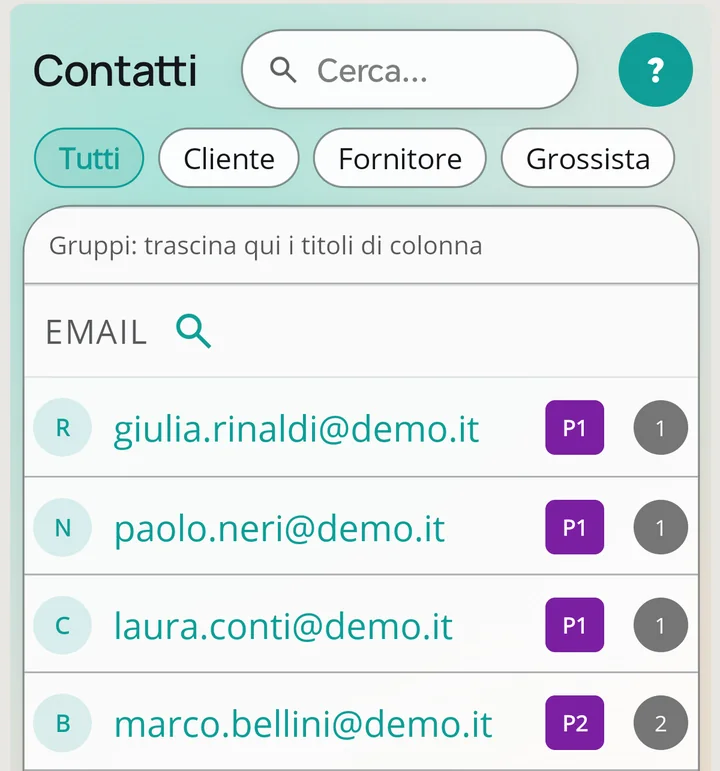 Contatti Cerca... ?
Tutti Cliente Fornitore Grossista
Gruppi: trascina qui i titoli di colonna
EMAIL
R giulia.rinaldi@demo.it P1 1
N paolo.neri@demo.it P1 1
C laura.conti@demo.it P1 1
B marco.bellini@demo.it P2 2